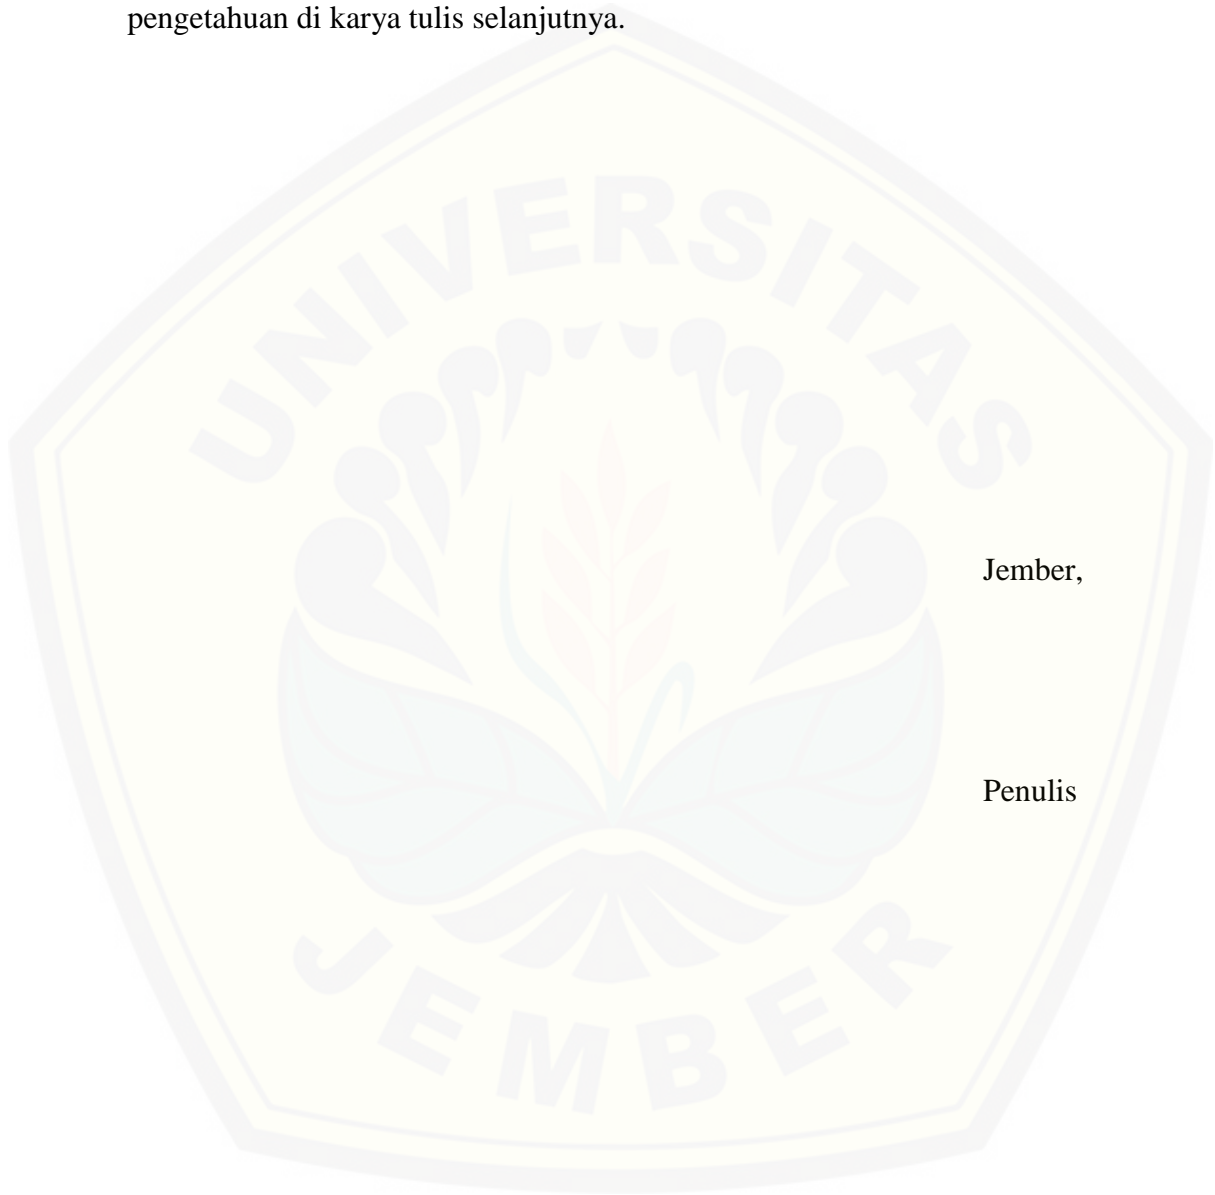 pengetahuan di karya tulis selanjutnya.
UNIVERSITAS
Jember,
Penulis
JEMBER